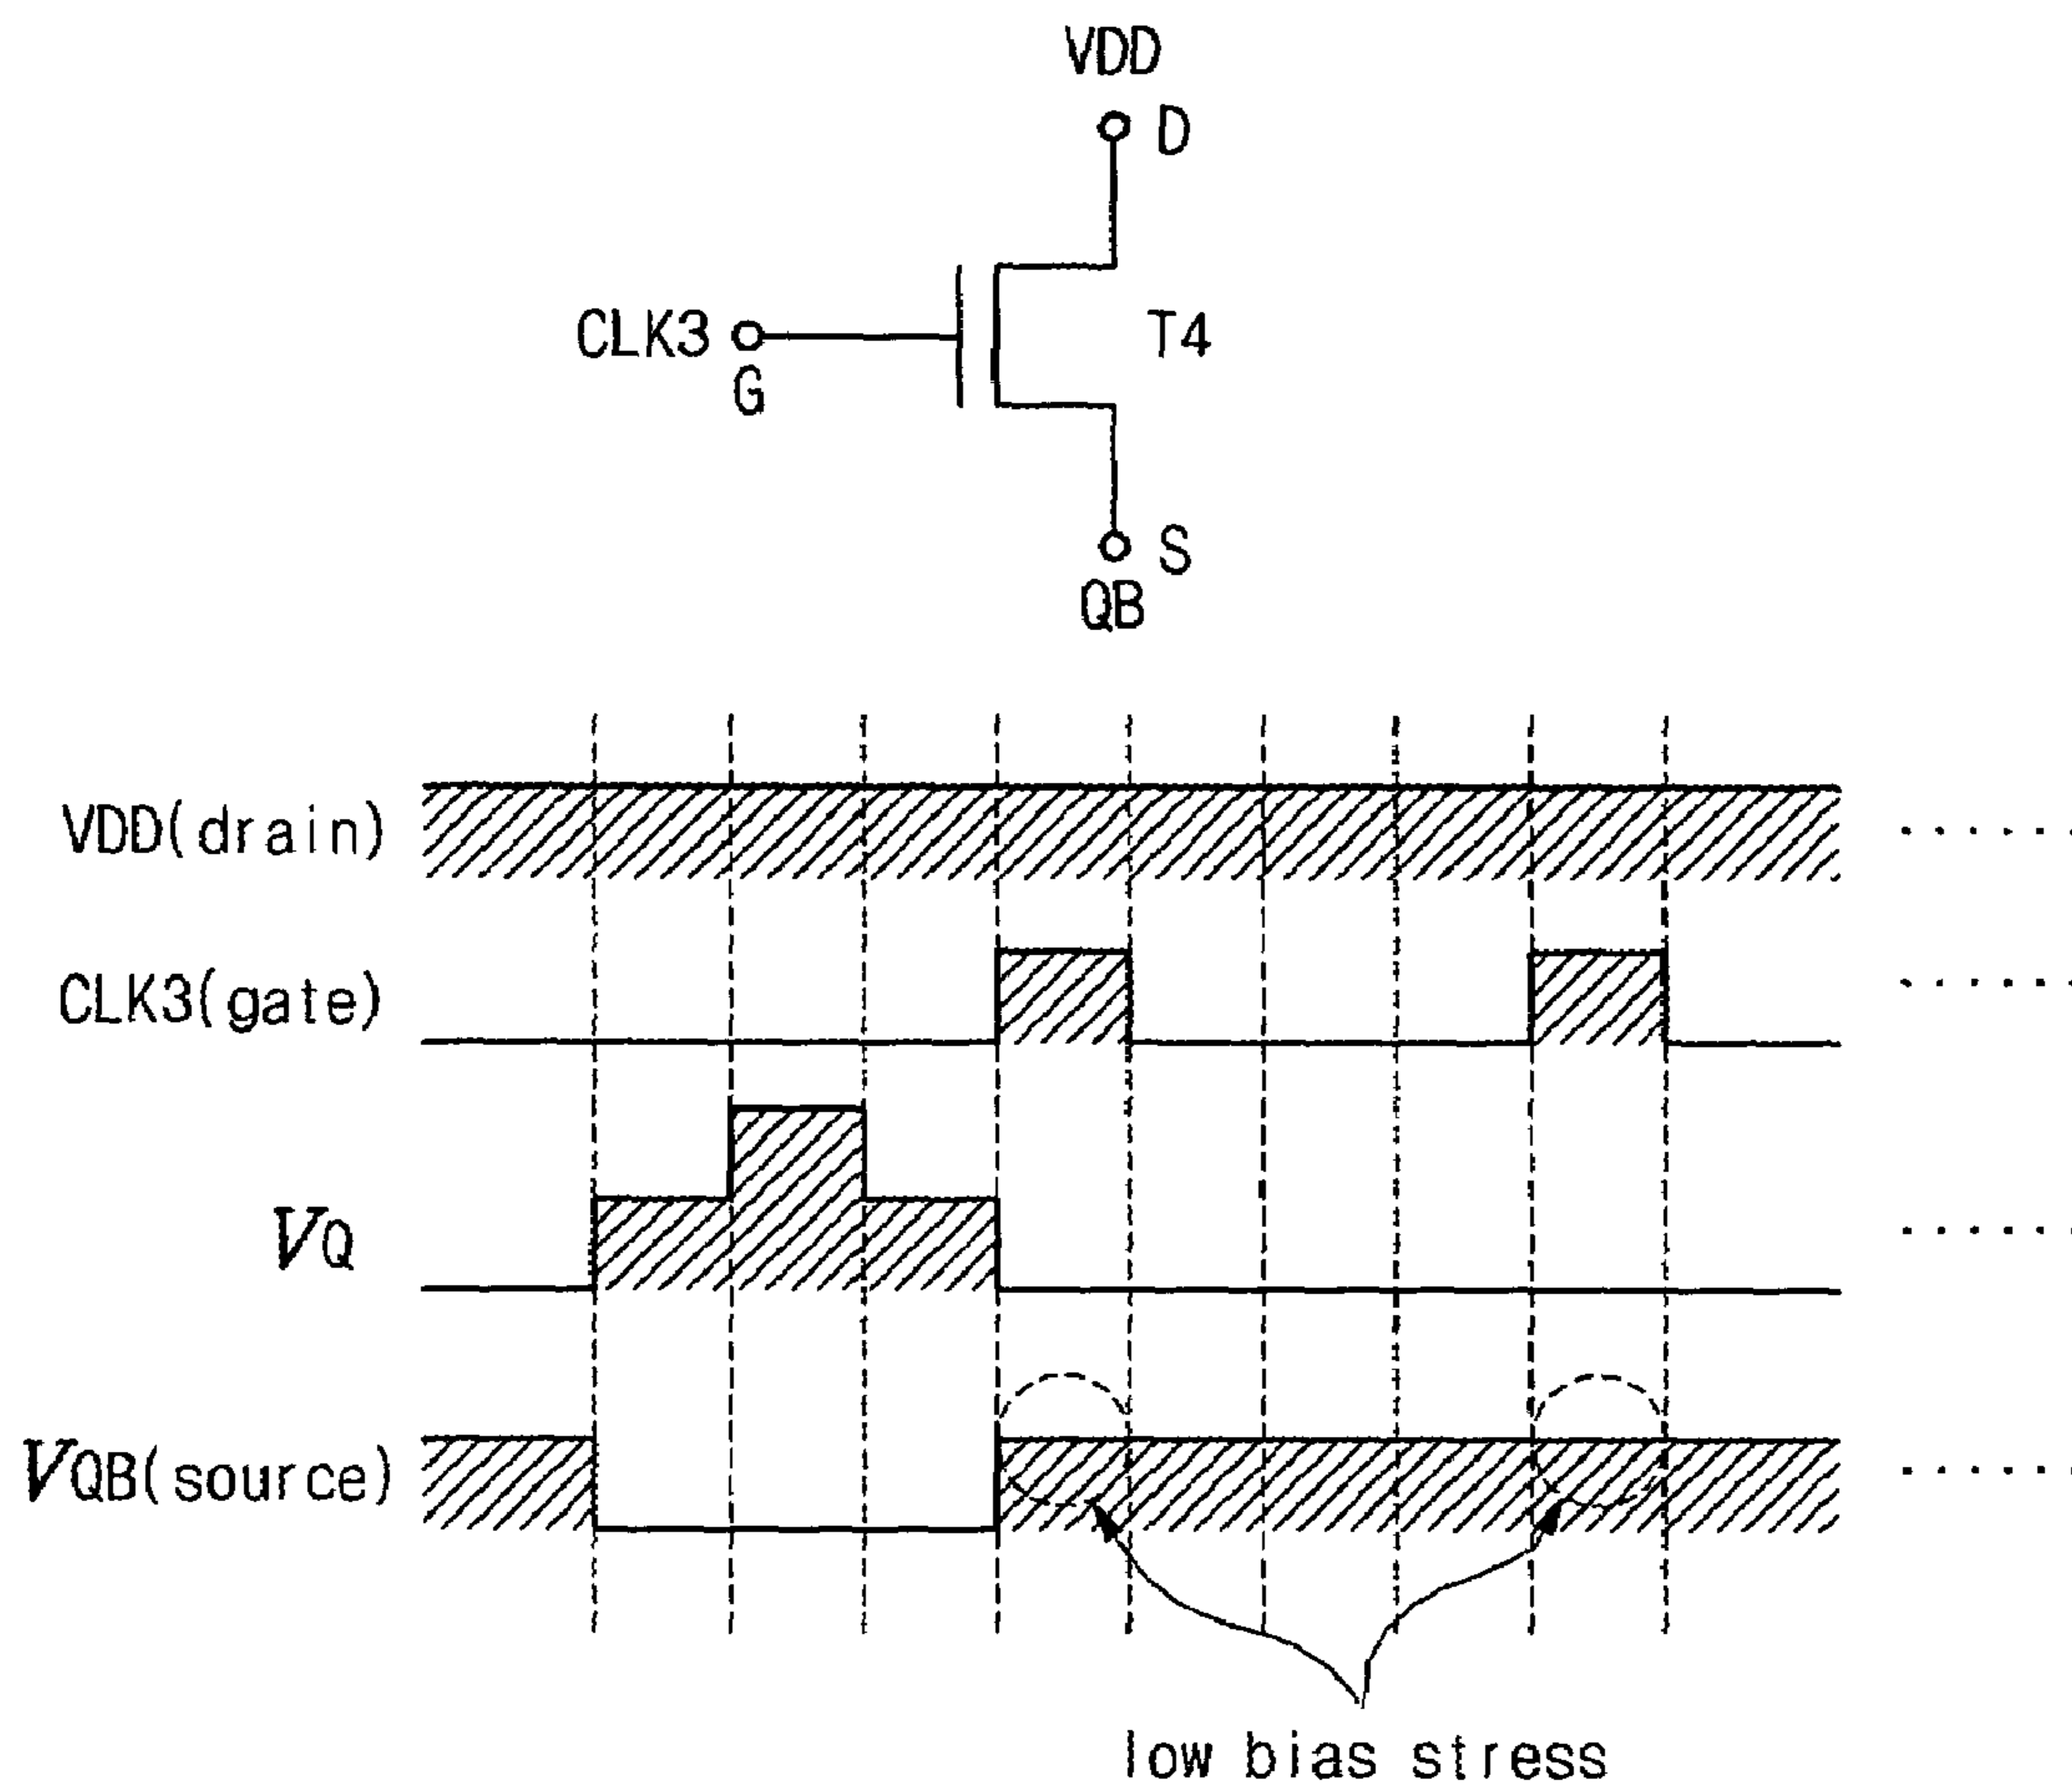 VDD
D
CLK3
G
T4
S
QB
VDD(drain)
CLK3(gate)
VQ
VQB(source)
low bias stress